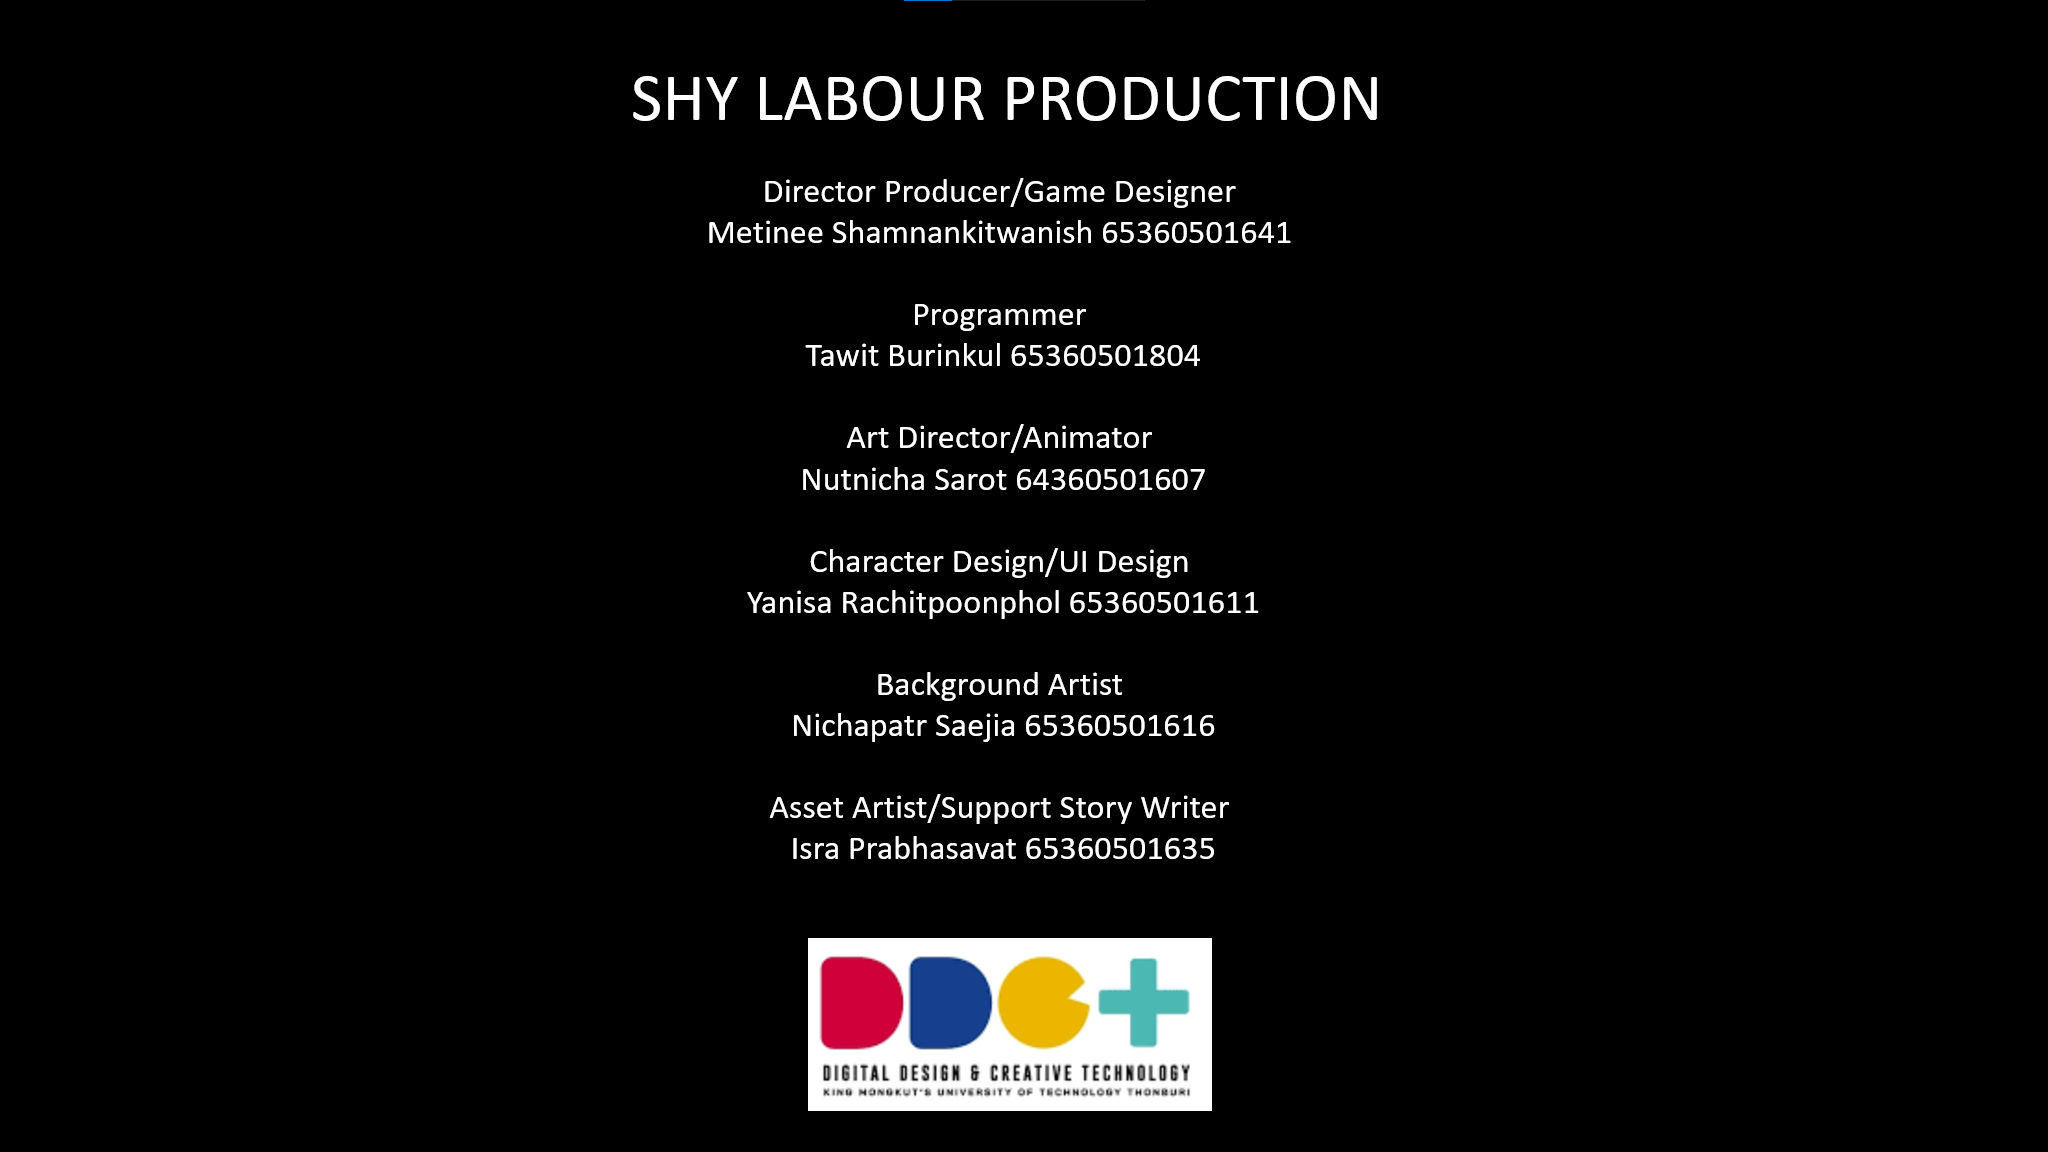 SHY LABOUR PRODUCTION
Director Producer/Game Designer
Metinee Shamnankitwanish 65360501641
Programmer
Tawit Burinkul 65360501804
Art Director/Animator
Nutnicha Sarot 64360501607
Character Design/UI Design
Yanisa Rachitpoonphol 65360501611
Background Artist
Nichapatr Saejia 65360501616
Asset Artist/Support Story Writer
Isra Prabhasavat 65360501635
DDC+
DIGITAL DESIGN & CREATIVE TECHNOLOGY
KING MONGKUT'S UNIVERSITY OF TECHNOLOGY THONBURI